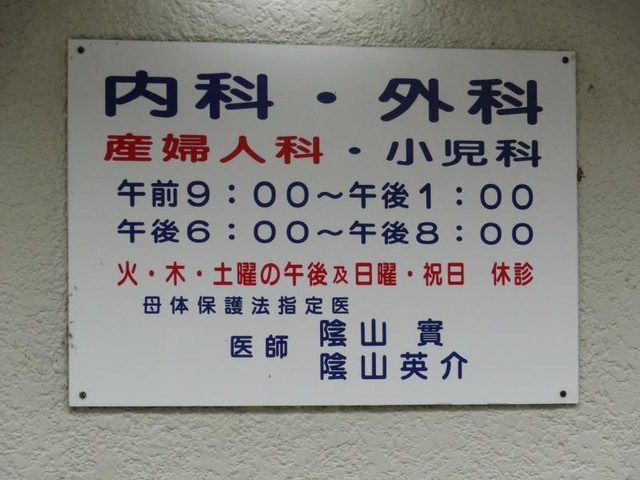 内科・外科
産婦人科・小児科
午前9：00～午後1：00
午後6：00～午後8：00
火・木・土曜の午後及日曜・祝日　休診
母体保護法指定医
医師　陰山　實
陰山英介